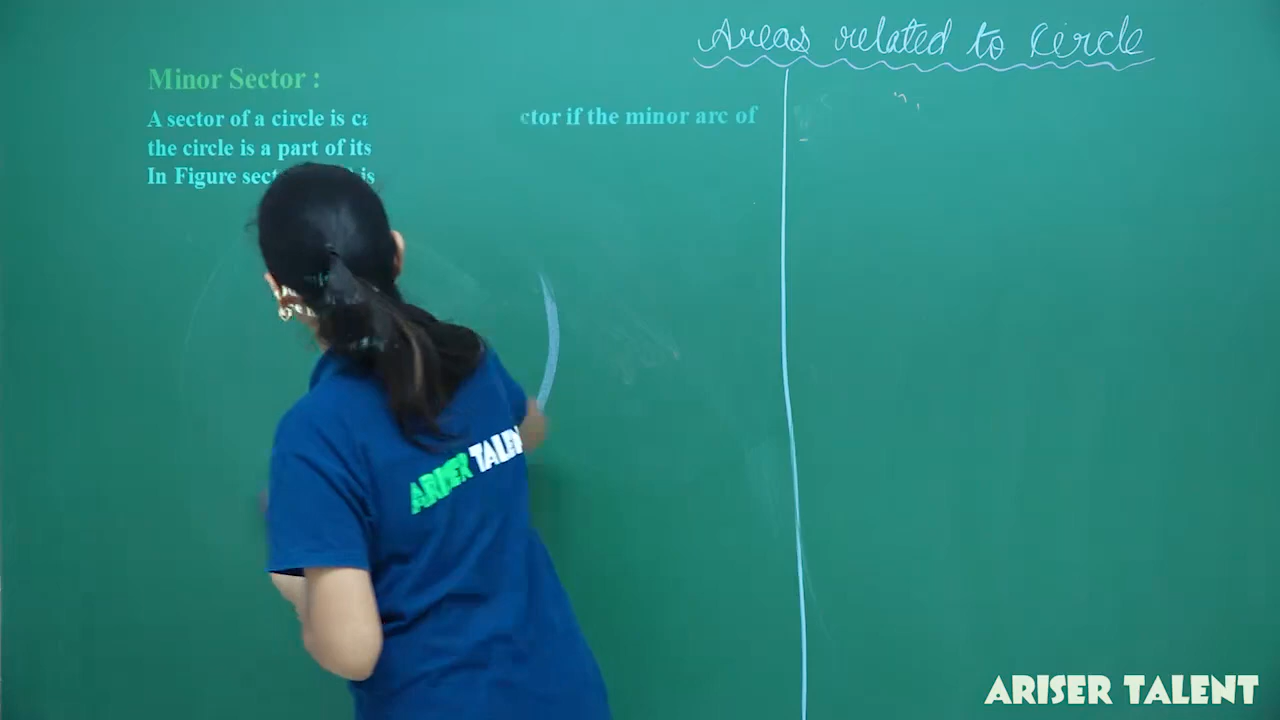 Areas related to Circle
Minor Sector :
A sector of a circle is ca ctor if the minor arc of
the circle is a part of its
In Figure sect is
ARISER TALEN
ARISER TALENT